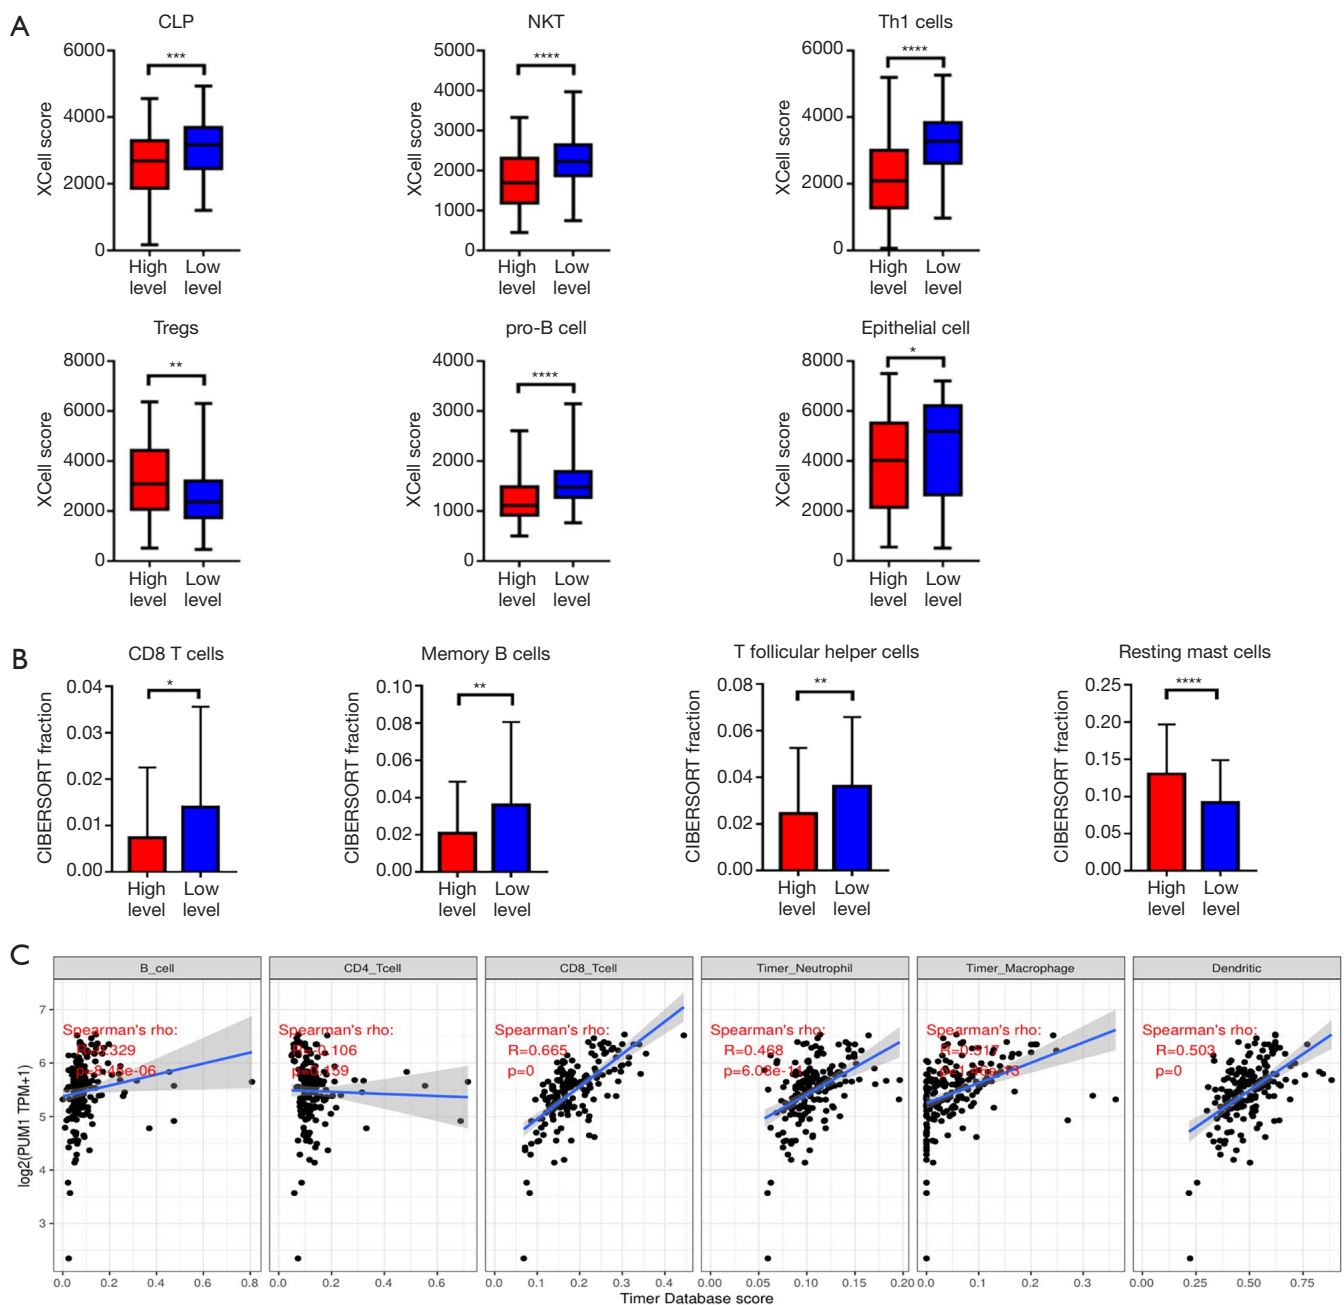 A
CLP
NKT
Th1 cells
6000
4000
2000
0
XCell score
***
High level
Low level
5000
4000
3000
2000
1000
0
XCell score
****
High level
Low level
6000
4000
2000
0
XCell score
****
High level
Low level
Tregs
pro-B cell
Epithelial cell
8000
6000
4000
2000
0
XCell score
**
High level
Low level
4000
3000
2000
1000
0
XCell score
****
High level
Low level
8000
6000
4000
2000
0
XCell score
*
High level
Low level
B
CD8 T cells
Memory B cells
T follicular helper cells
Resting mast cells
0.04
0.03
0.02
0.01
0.00
CIBERSORT fraction
*
High level
Low level
0.10
0.08
0.06
0.04
0.02
0.00
CIBERSORT fraction
**
High level
Low level
0.08
0.06
0.04
0.02
0.00
CIBERSORT fraction
**
High level
Low level
0.25
0.20
0.15
0.10
0.05
0.00
CIBERSORT fraction
****
High level
Low level
C
B_cell
CD4_Tcell
CD8_Tcell
Timer_Neutrophil
Timer_Macrophage
Dendritic
log2(PUM1 TPM+1)
7
6
5
4
3
Spearman's rho:
R=0.329
Spearman's rho:
Spearman's rho:
R=0.665
p=0
Spearman's rho:
R=0.468
Spearman's rho:
Spearman's rho:
R=0.503
p=0
0.0 0.2 0.4 0.6 0.8
0.0 0.2 0.4 0.6
0.0 0.1 0.2 0.3 0.4
0.00 0.05 0.10 0.15 0.20
0.0 0.1 0.2 0.3
0.00 0.25 0.50 0.75
Timer Database score